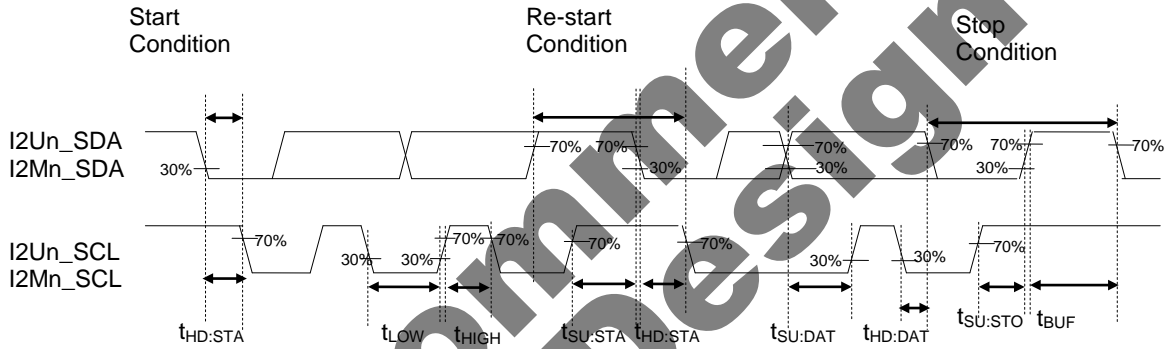 Start
Condition
Re-start
Condition
Stop
Condition
I2Un_SDA
I2Mn_SDA
30%
70%
70%
30%
70%
30%
70%
30%
70%
70%
I2Un_SCL
I2Mn_SCL
70%
30%
30%
70%
70%
70%
70%
30%
30%
70%
tHD:STA
tLOW
tHIGH
tSU:STA
tHD:STA
tSU:DAT
tHD:DAT
tSU:STO
tBUF